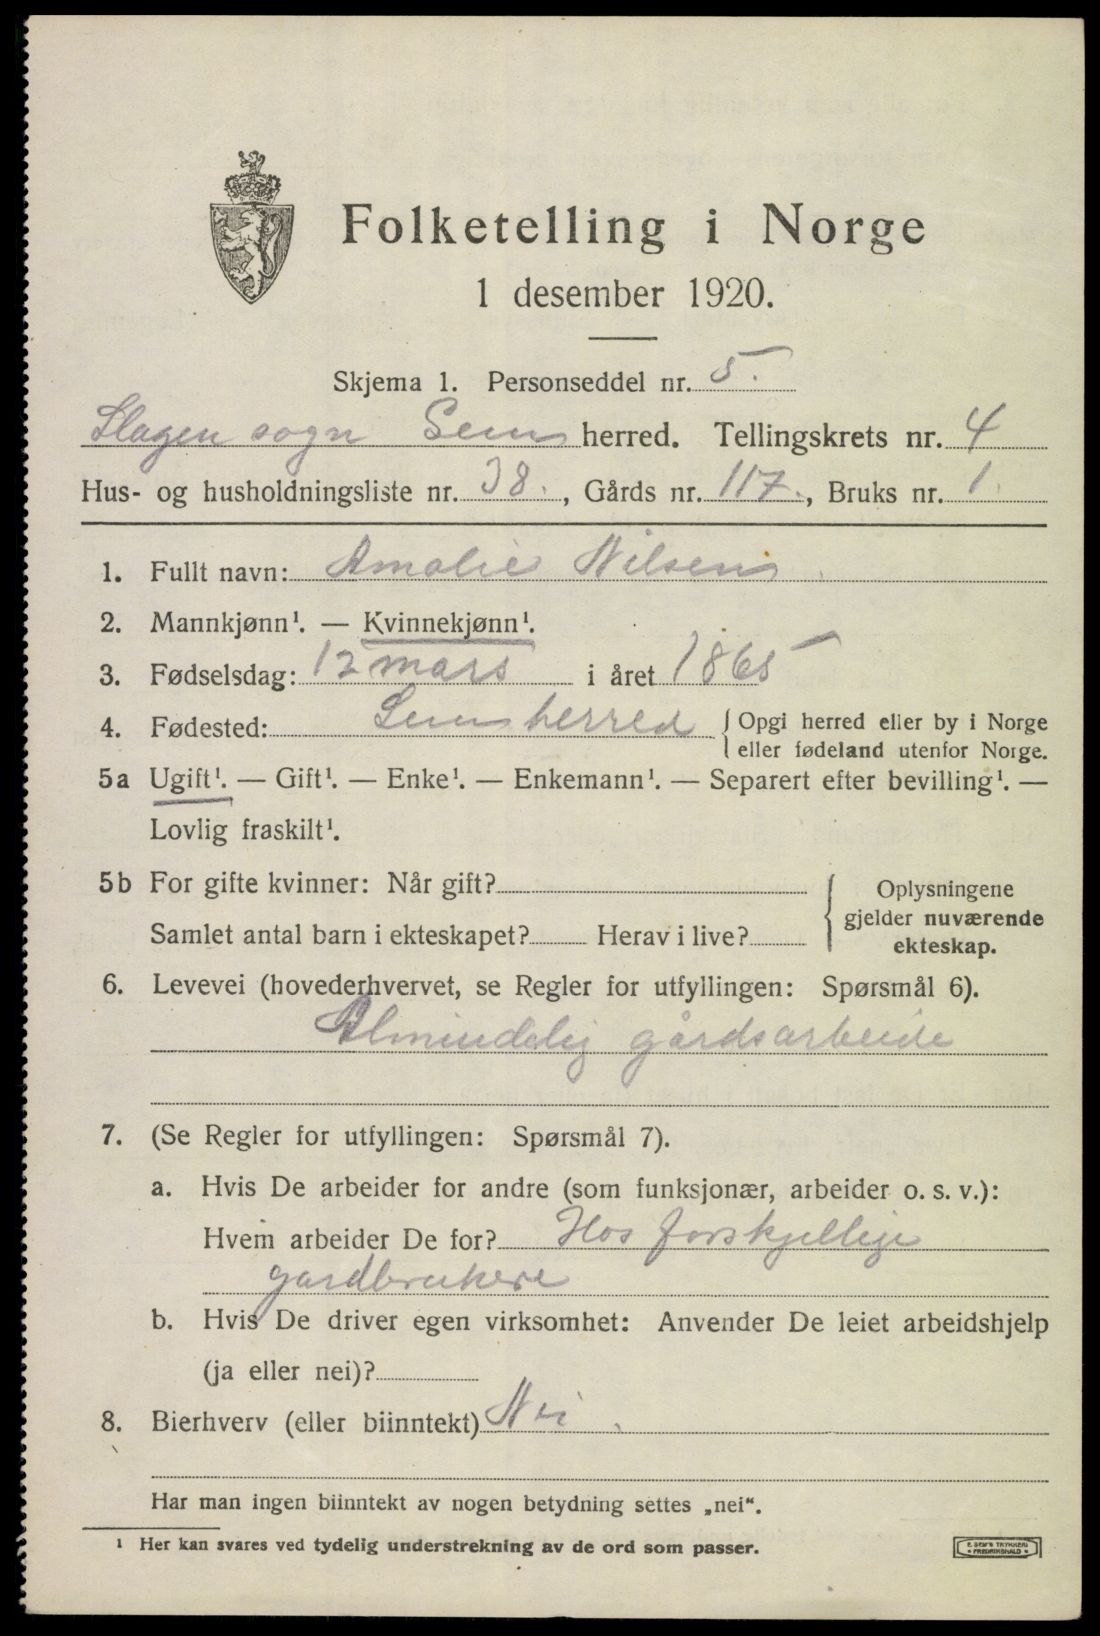 Folketelling i Norge
1 desember 1920.
Skjema 1. Personseddel nr. 5.
Slagen sogn Sem herred. Tellingskrets nr. 4
Hus- og husholdningsliste nr. 38., Gårds nr. 117., Bruks nr. 1.
1. Fullt navn: Amalie Nilsen
2. Mannkjønn¹. — Kvinnekjønn¹.
3. Fødselsdag: 12 mars i året 1865
4. Fødested: Sem herred { Opgi herred eller by i Norge
eller fødeland utenfor Norge.
5a Ugift¹. — Gift¹. — Enke¹. — Enkemann¹. — Separert efter bevilling¹. —
Lovlig fraskilt¹.
5b For gifte kvinner: Når gift?
Samlet antal barn i ekteskapet? Herav i live?
Oplysningene
gjelder nuværende
ekteskap.
6. Levevei (hovederhvervet, se Regler for utfyllingen: Spørsmål 6).
Almindelig gårdsarbeide
7. (Se Regler for utfyllingen: Spørsmål 7).
a. Hvis De arbeider for andre (som funksjonær, arbeider o. s. v.):
Hvem arbeider De for? Hos forskjellige
gardbrukere
b. Hvis De driver egen virksomhet: Anvender De leiet arbeidshjelp
(ja eller nei)?
8. Bierhverv (eller biinntekt) Nei.
Har man ingen biinntekt av nogen betydning settes „nei“.
¹ Her kan svares ved tydelig understrekning av de ord som passer.
E. SEM'S TRYKKERI
FREDRIKSHALD